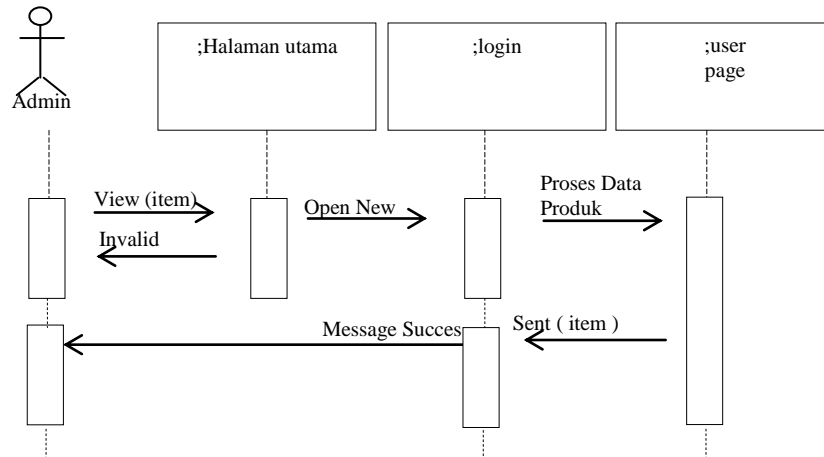 ;Halaman utama
;login
;user
page
Admin
View (item)
Open New
Proses Data
Produk
Invalid
Message Succes
Sent ( item )